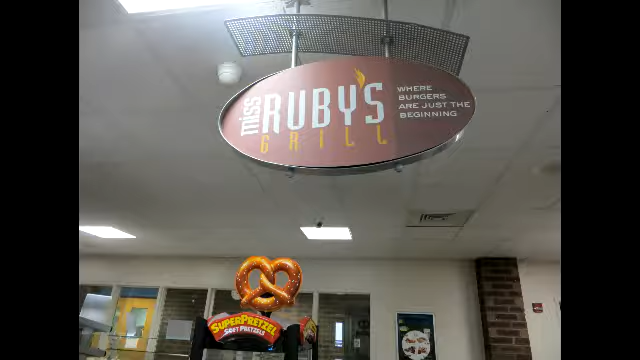 miss
RUBY'S
GRILL
WHERE
BURGERS
ARE JUST THE
BEGINNING
SUPERPRETZEL
SOFT PRETZELS